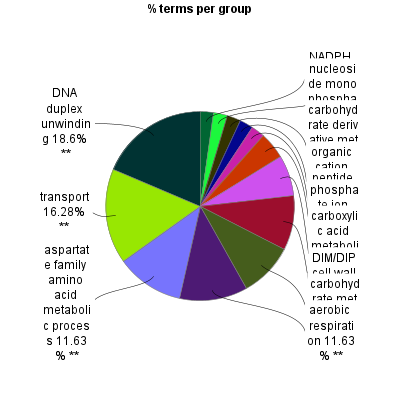 % terms per group
NADPH
nucleosi
de mono
phospha
carbohyd
rate deriv
ative met
organic
cation
peptide
phospha
te ion
carboxyli
c acid
metaboli
DIM/DIP
cell wall
carbohyd
rate met
aerobic
respirati
on 11.63
% **
DNA
duplex
unwindin
g 18.6%
**
transport
16.28%
**
aspartat
e family
amino
acid
metaboli
c proces
s 11.63
% **